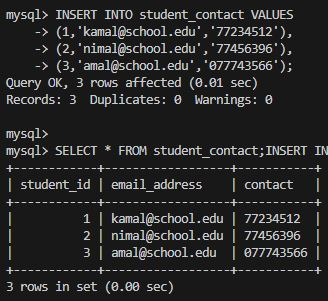 mysql> INSERT INTO student_contact VALUES
    -> (1,'kamal@school.edu','77234512'),
    -> (2,'nimal@school.edu','77456396'),
    -> (3,'amal@school.edu','077743566');
Query OK, 3 rows affected (0.01 sec)
Records: 3  Duplicates: 0  Warnings: 0

mysql>
mysql> SELECT * FROM student_contact;INSERT IN
+------------+------------------+-----------+
| student_id | email_address    | contact   |
+------------+------------------+-----------+
|          1 | kamal@school.edu | 77234512  |
|          2 | nimal@school.edu | 77456396  |
|          3 | amal@school.edu  | 077743566 |
+------------+------------------+-----------+
3 rows in set (0.00 sec)